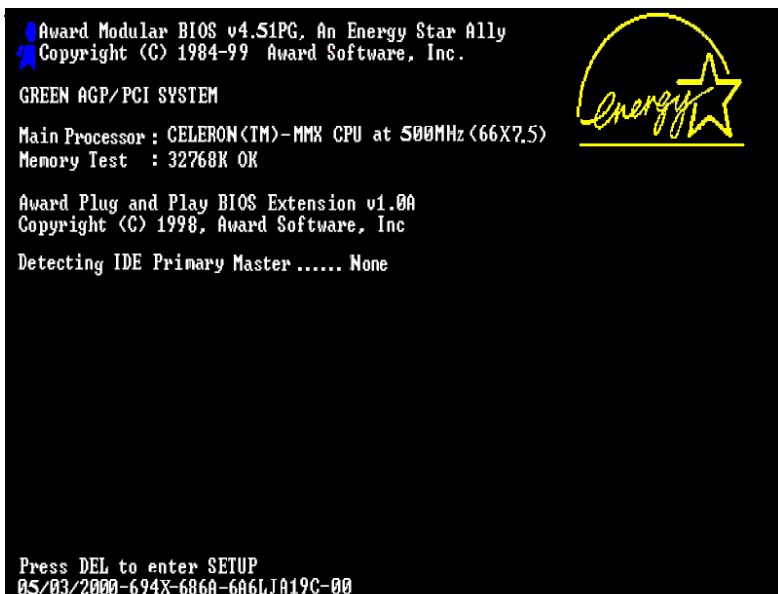 Award Modular BIOS v4.51PG, An Energy Star Ally
Copyright (C) 1984-99 Award Software, Inc.
energy
GREEN AGP/PCI SYSTEM
Main Processor : CELERON(TM)-MMX CPU at 500MHz(66X7.5)
Memory Test : 32768K OK
Award Plug and Play BIOS Extension v1.0A
Copyright (C) 1998, Award Software, Inc
Detecting IDE Primary Master ...... None
Press DEL to enter SETUP
05/03/2000-694X-686A-6A6LJA19C-00